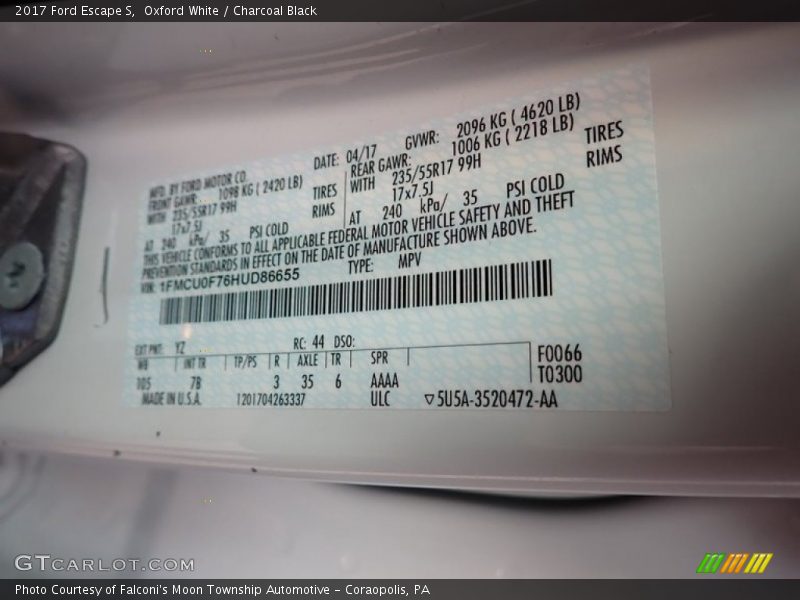 2017 Ford Escape S,  Oxford White / Charcoal Black
MFD. BY FORD MOTOR CO. DATE: 04/17 GVWR: 2096 KG ( 4620 LB)
FRONT GAWR: 1098 KG ( 2420 LB) REAR GAWR: 1006 KG ( 2218 LB)
WITH 235/55R17 99H TIRES WITH 235/55R17 99H TIRES
17x7.5J RIMS 17x7.5J RIMS
AT 240 kPa/ 35 PSI COLD AT 240 kPa/ 35 PSI COLD
THIS VEHICLE CONFORMS TO ALL APPLICABLE FEDERAL MOTOR VEHICLE SAFETY AND THEFT
PREVENTION STANDARDS IN EFFECT ON THE DATE OF MANUFACTURE SHOWN ABOVE.
VIN: 1FMCU0F76HUD86655 TYPE: MPV
EXT PNT: YZ RC: 44 DSO:
WB INT TR TP/PS R AXLE TR SPR F0066
105 7B 3 35 6 AAAA T0300
MADE IN U.S.A. 1201704263337 ULC ▽5U5A-3520472-AA
GTCARLOT.COM
Photo Courtesy of Falconi's Moon Township Automotive – Coraopolis, PA